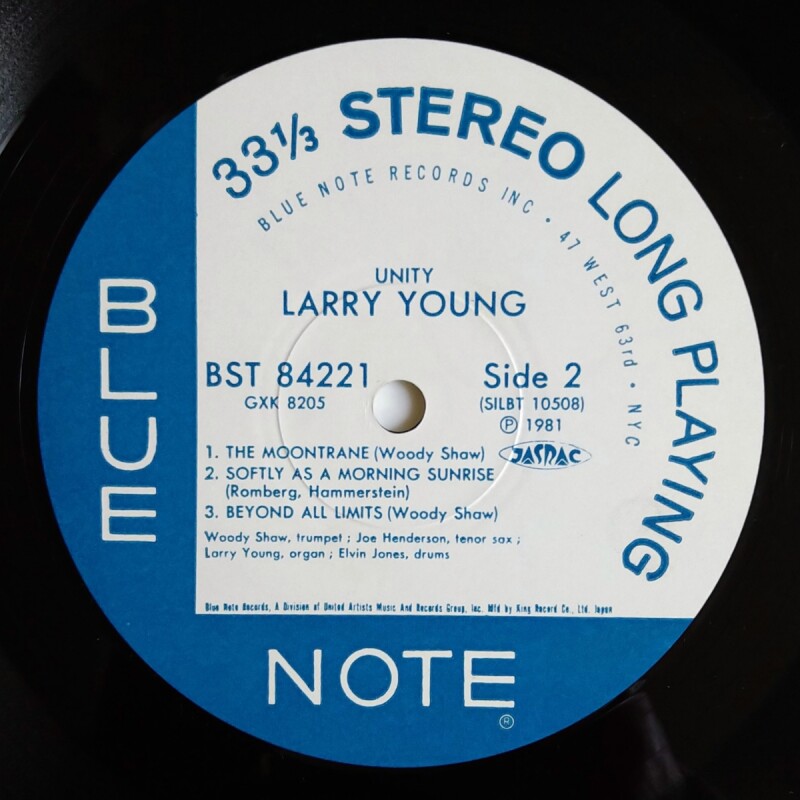 33⅓ STEREO LONG PLAYING
BLUE NOTE RECORDS INC • 47 WEST 63rd • NYC
UNITY
LARRY YOUNG
BST 84221
GXK 8205
Side 2
(SILBT 10508)
Ⓟ 1981
JASRAC
1. THE MOONTRANE (Woody Shaw)
2. SOFTLY AS A MORNING SUNRISE
(Romberg, Hammerstein)
3. BEYOND ALL LIMITS (Woody Shaw)
Woody Shaw, trumpet ; Joe Henderson, tenor sax ;
Larry Young, organ ; Elvin Jones, drums
Blue Note Records, A Division of United Artists Music And Records Group, Inc. Mfd by King Record Co., Ltd. Japan
BLUE
NOTE
®